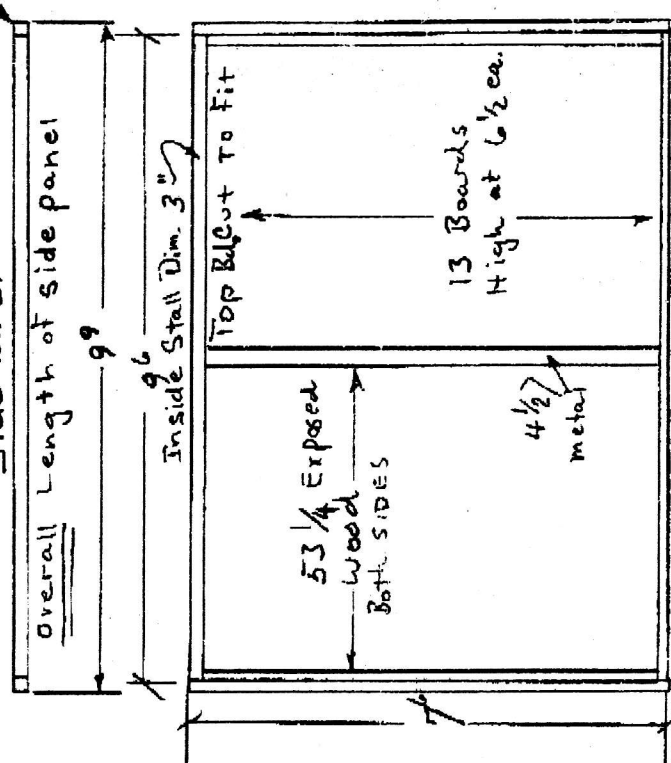 Overall Length of side panel
9⁹
9⁶
Inside Stall Dim. 3"
Top Bd. Cut To Fit
13 Boards
High at 6 1/2 ea.
53 1/4 Exposed
Wood
Both SIDES
4 1/2
metal
7⁶